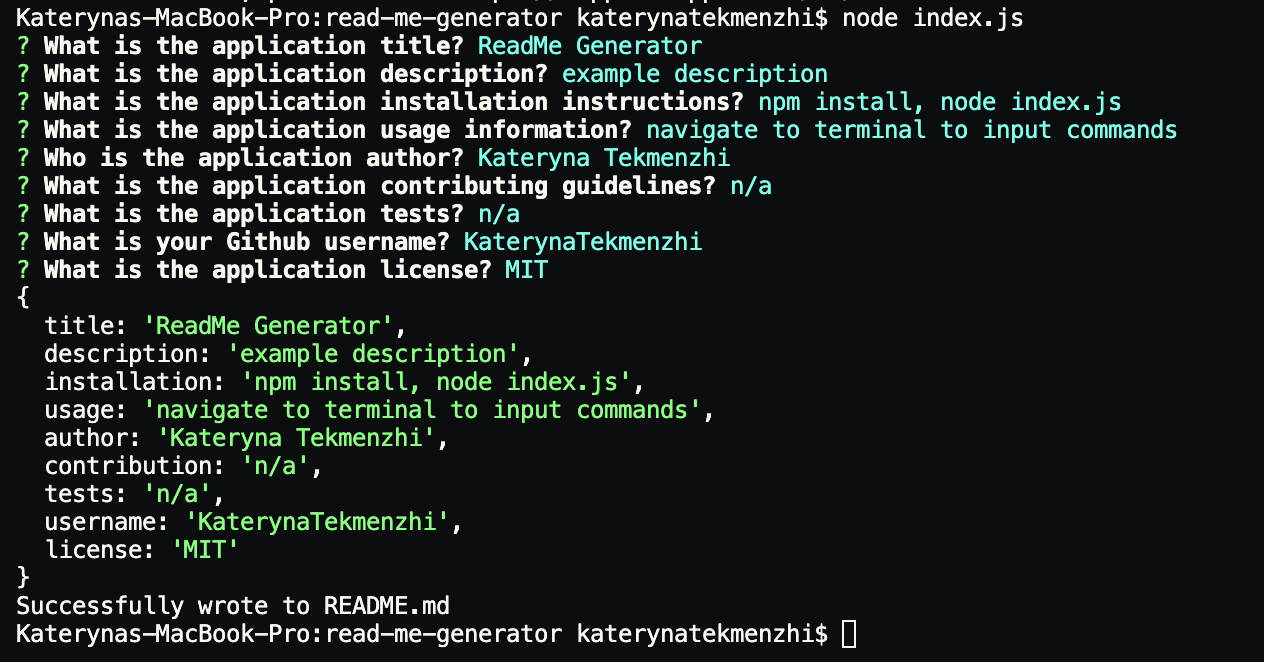 Katerynas-MacBook-Pro:read-me-generator katerynatekmenzhi$ node index.js
? What is the application title? ReadMe Generator
? What is the application description? example description
? What is the application installation instructions? npm install, node index.js
? What is the application usage information? navigate to terminal to input commands
? Who is the application author? Kateryna Tekmenzhi
? What is the application contributing guidelines? n/a
? What is the application tests? n/a
? What is your Github username? KaterynaTekmenzhi
? What is the application license? MIT
{
  title: 'ReadMe Generator',
  description: 'example description',
  installation: 'npm install, node index.js',
  usage: 'navigate to terminal to input commands',
  author: 'Kateryna Tekmenzhi',
  contribution: 'n/a',
  tests: 'n/a',
  username: 'KaterynaTekmenzhi',
  license: 'MIT'
}
Successfully wrote to README.md
Katerynas-MacBook-Pro:read-me-generator katerynatekmenzhi$